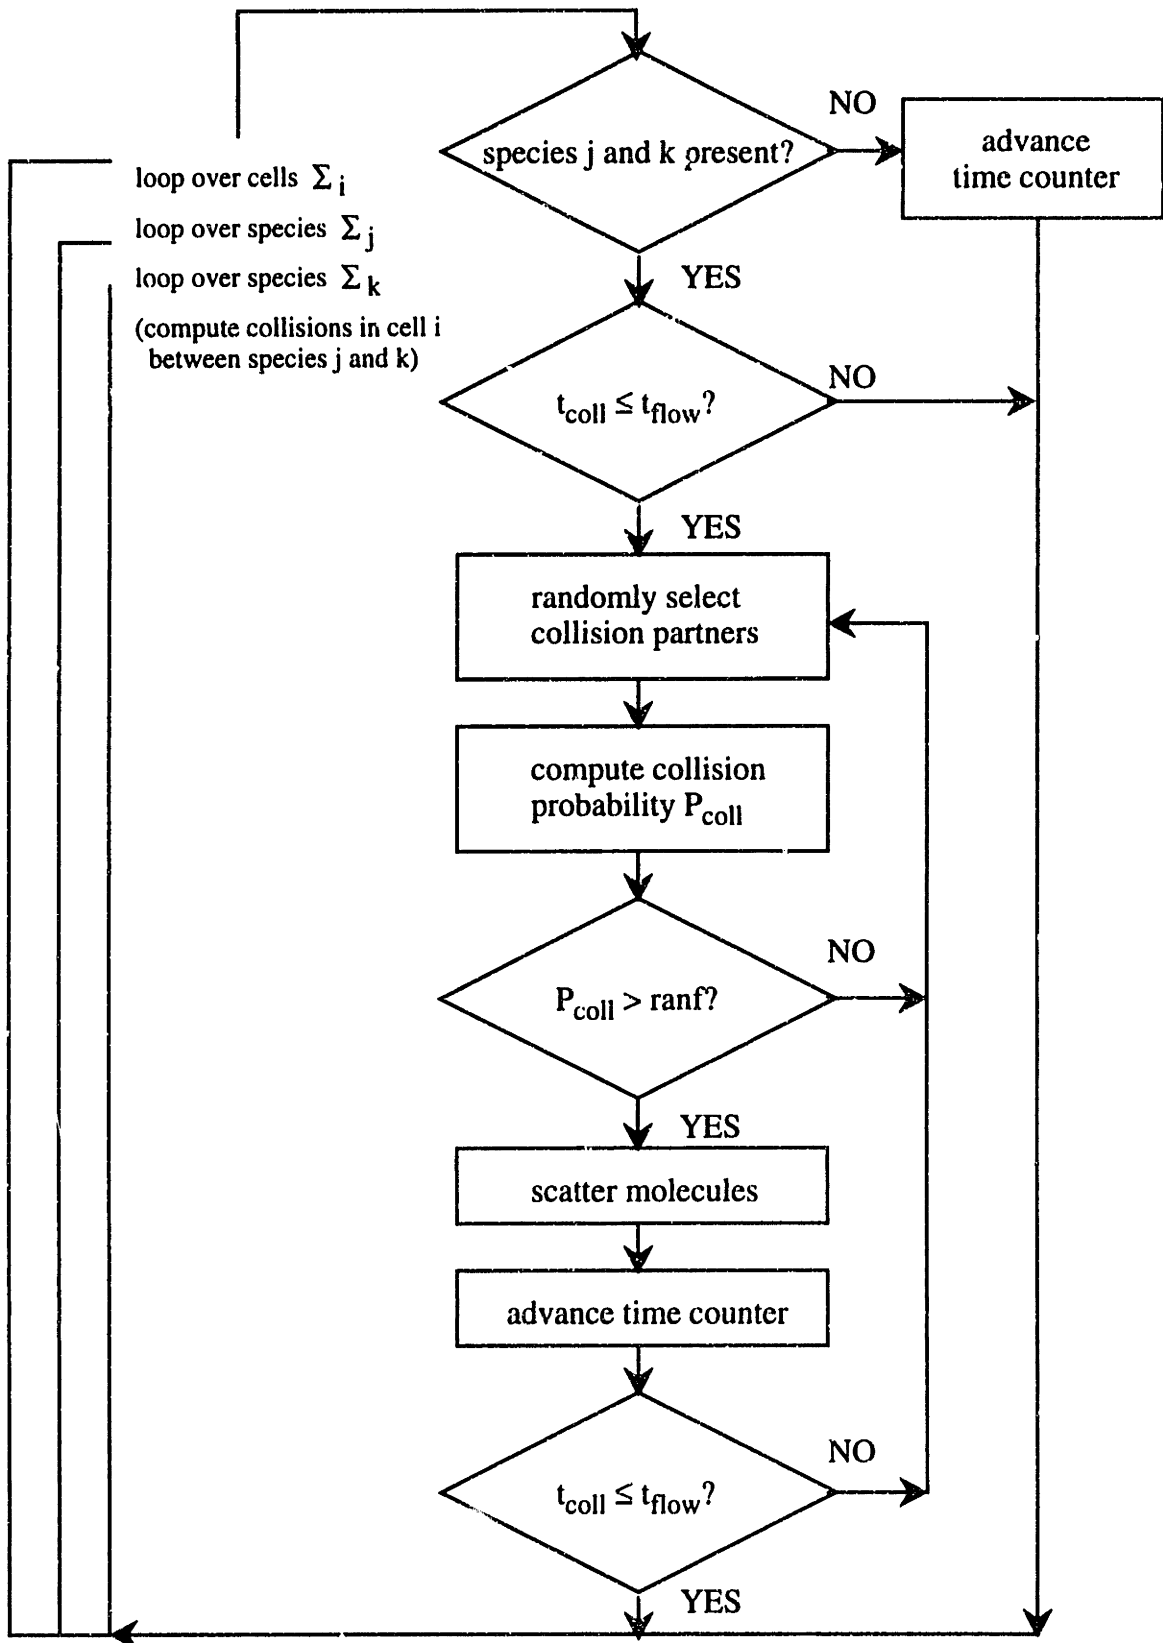 NO
species j and k present?
advance
time counter
loop over cells Σ i
loop over species Σ j
loop over species Σ k
(compute collisions in cell i
between species j and k)
YES
NO
t_coll ≤ t_flow?
YES
randomly select
collision partners
compute collision
probability P_coll
NO
P_coll > ranf?
YES
scatter molecules
advance time counter
NO
t_coll ≤ t_flow?
YES